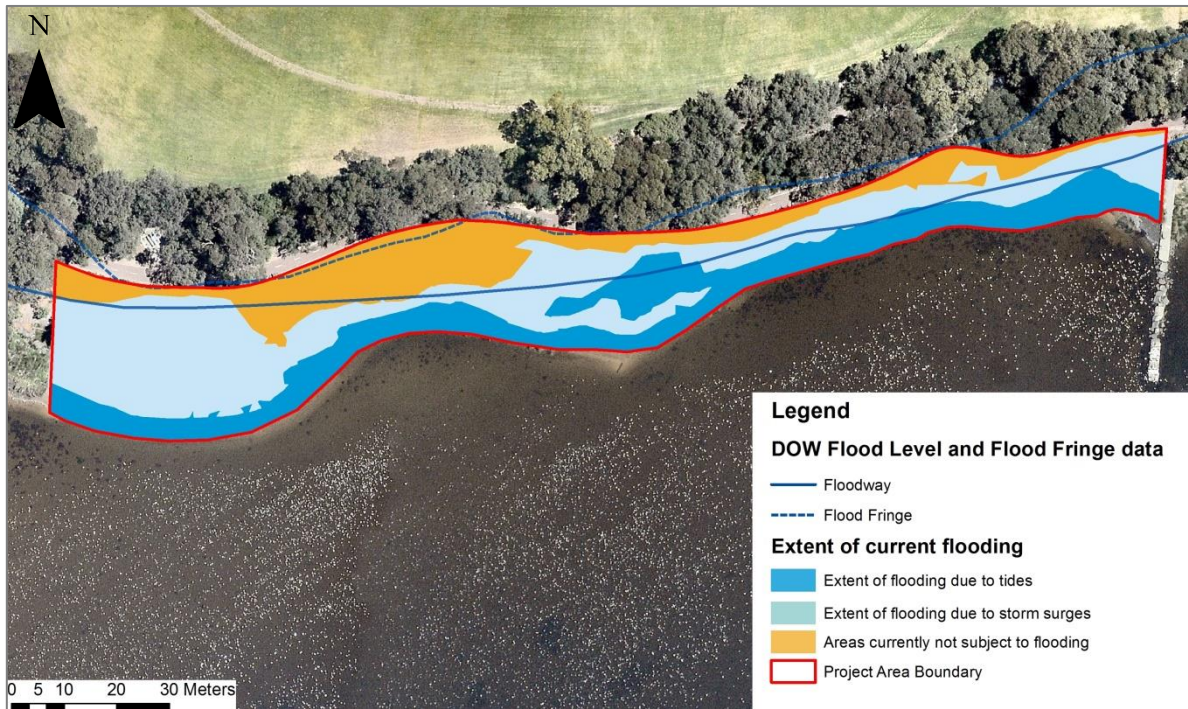 N
Legend
DOW Flood Level and Flood Fringe data
Floodway
Flood Fringe
Extent of current flooding
Extent of flooding due to tides
Extent of flooding due to storm surges
Areas currently not subject to flooding
Project Area Boundary
0 5 10 20 30 Meters